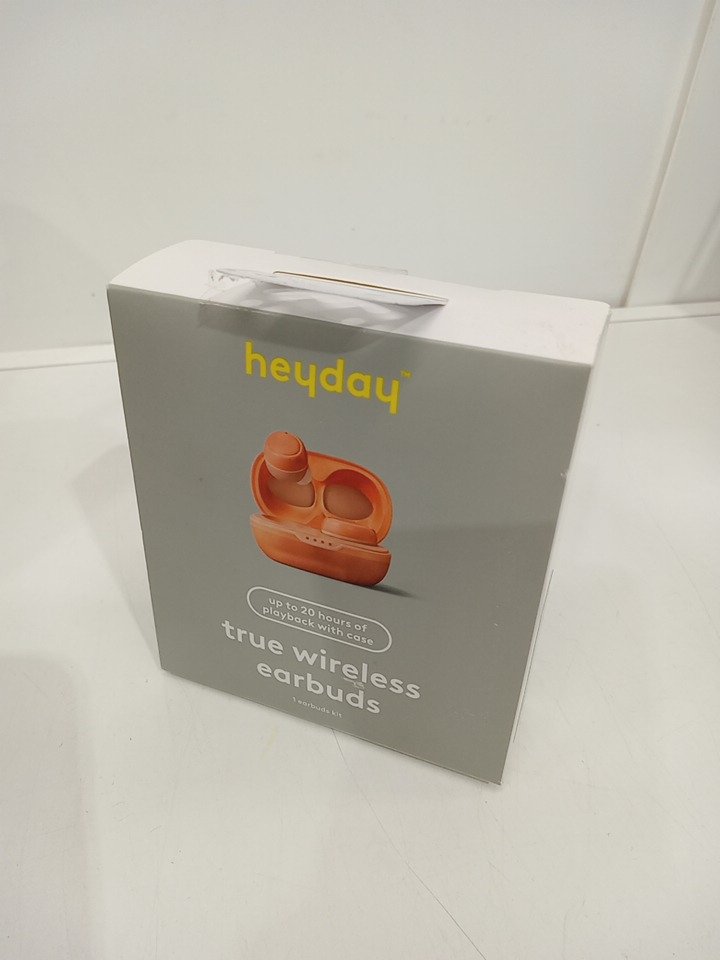 heyday™
up to 20 hours of
playback with case
true wireless
earbuds
1 earbuds kit